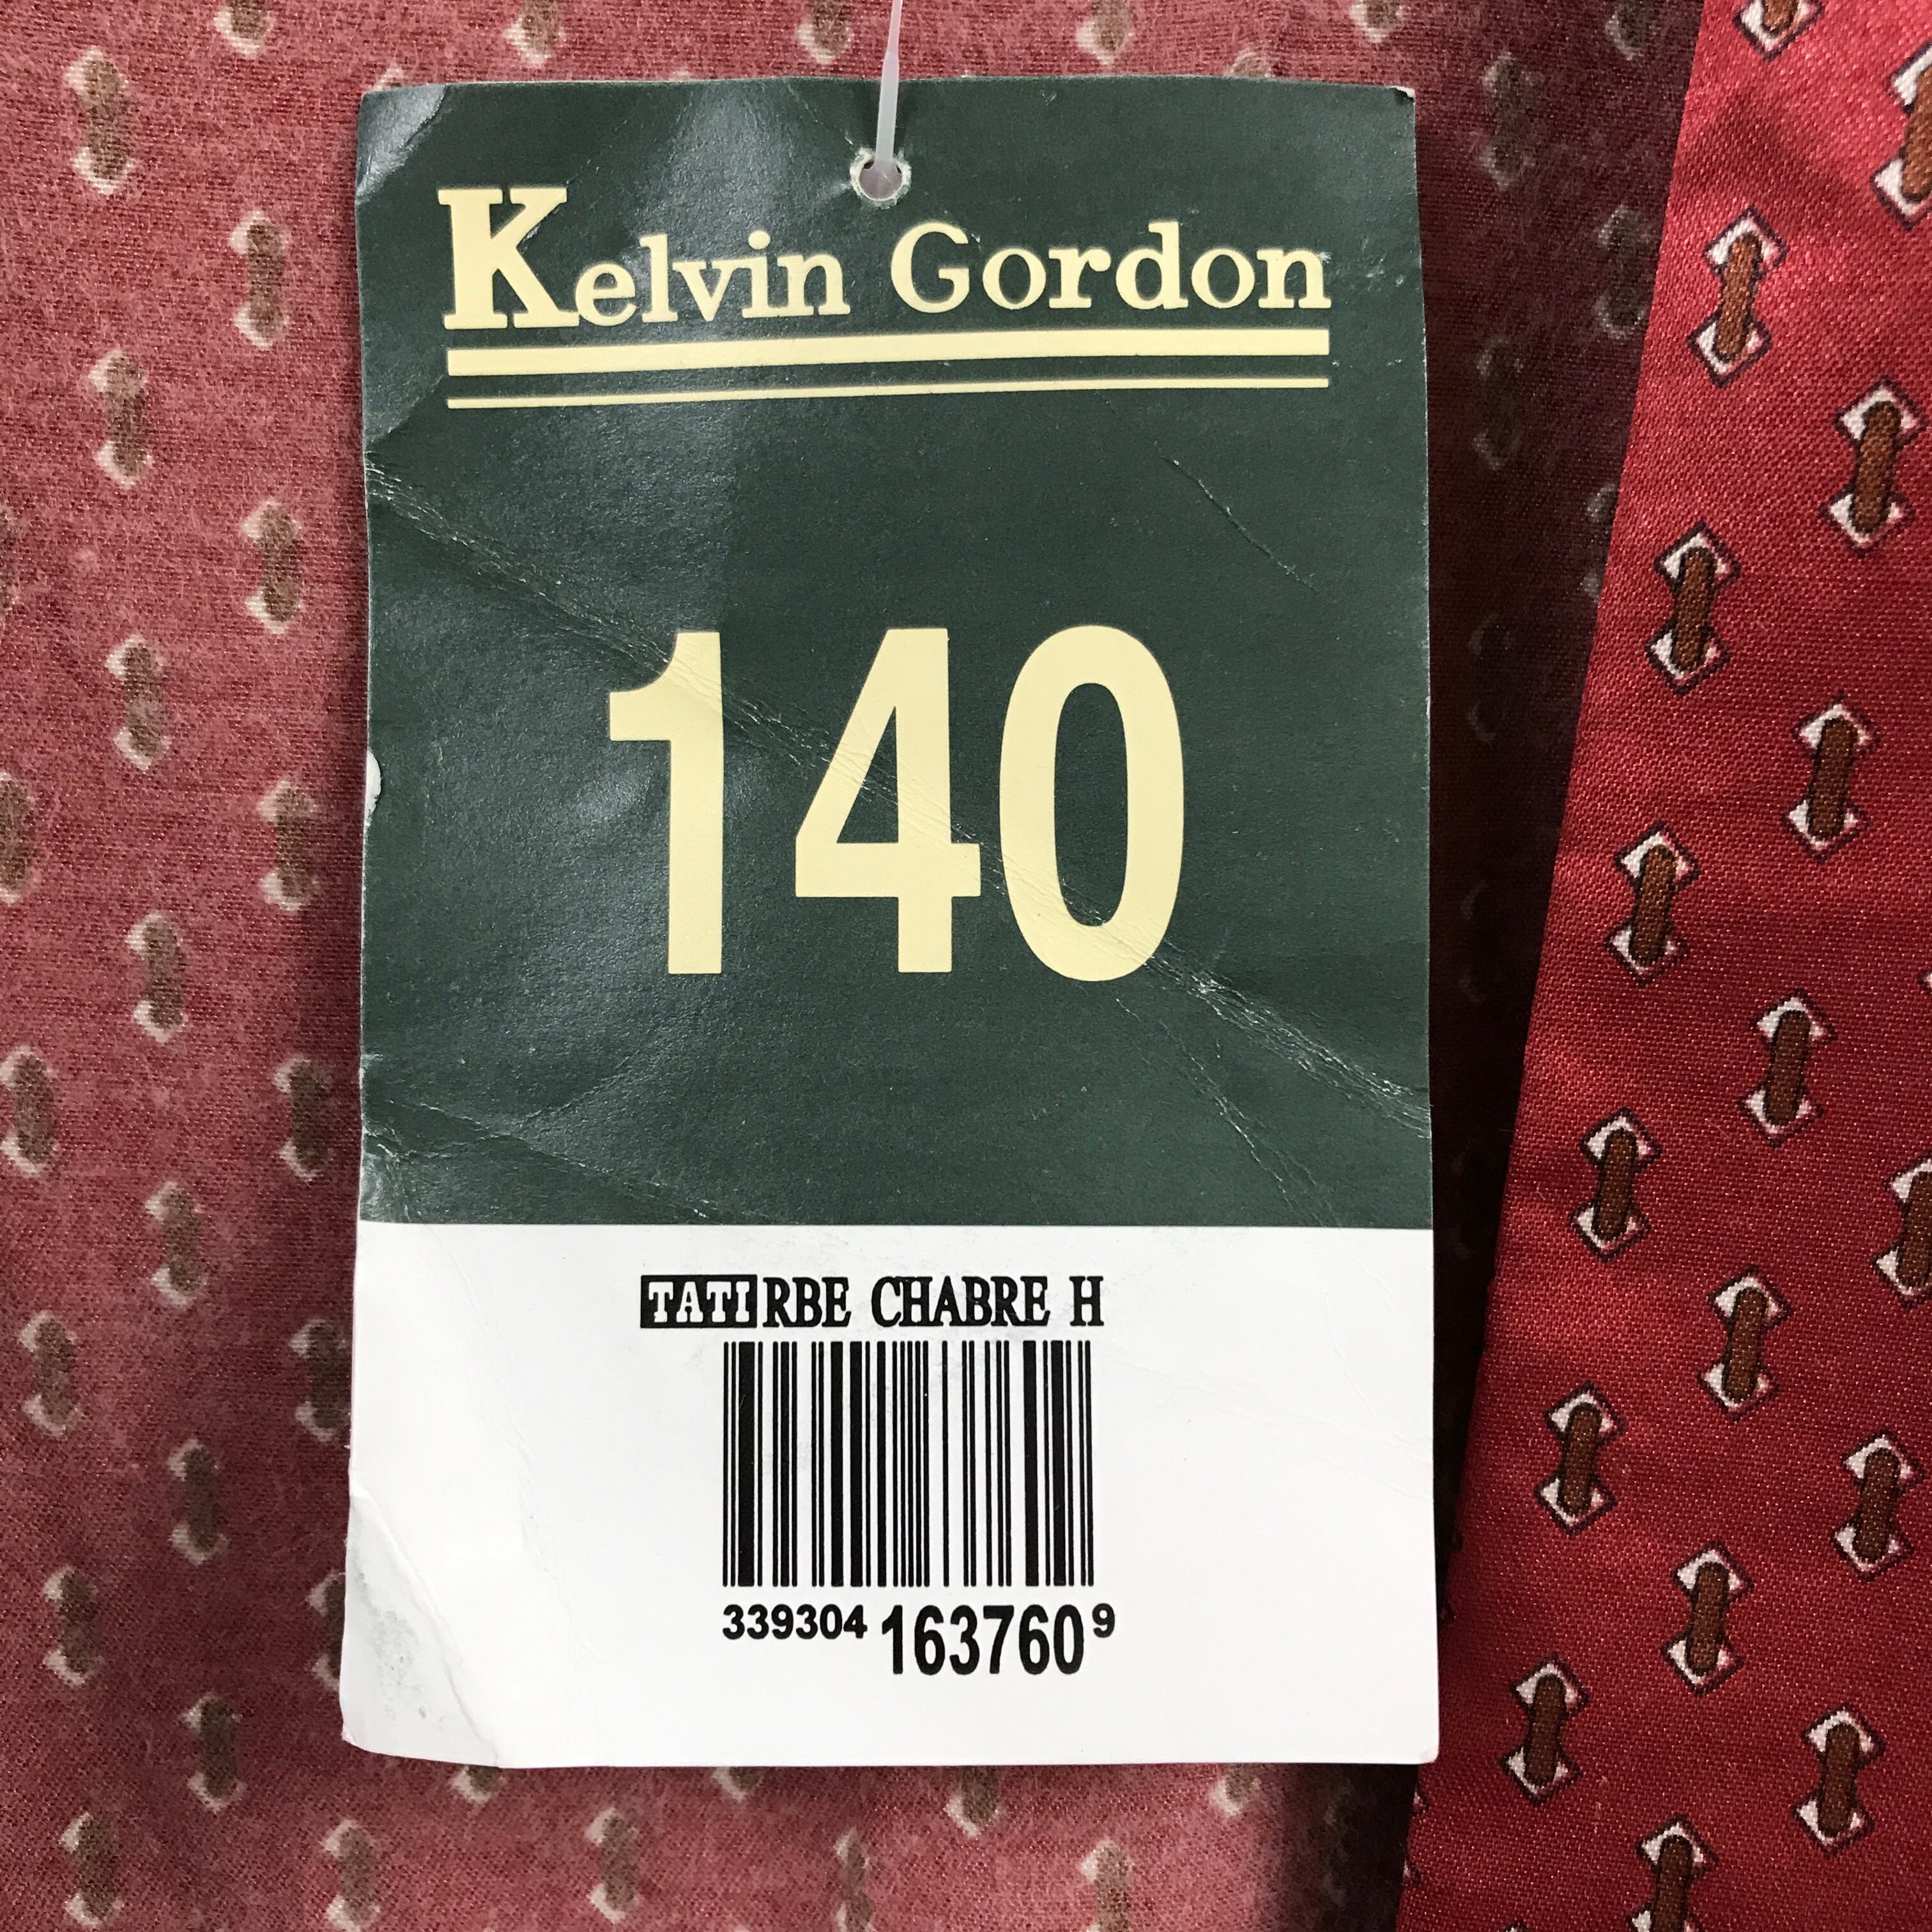 Kelvin Gordon
140
TATI RBE CHABRE H
339304 163760 9